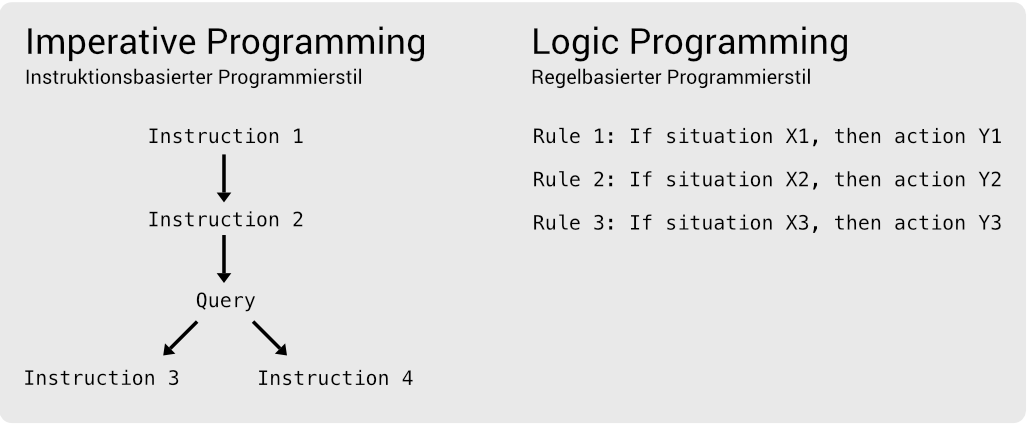 Imperative Programming
Instruktionsbasierter Programmierstil
Instruction 1
Instruction 2
Query
Instruction 3
Instruction 4
Logic Programming
Regelbasierter Programmierstil
Rule 1: If situation X1, then action Y1
Rule 2: If situation X2, then action Y2
Rule 3: If situation X3, then action Y3